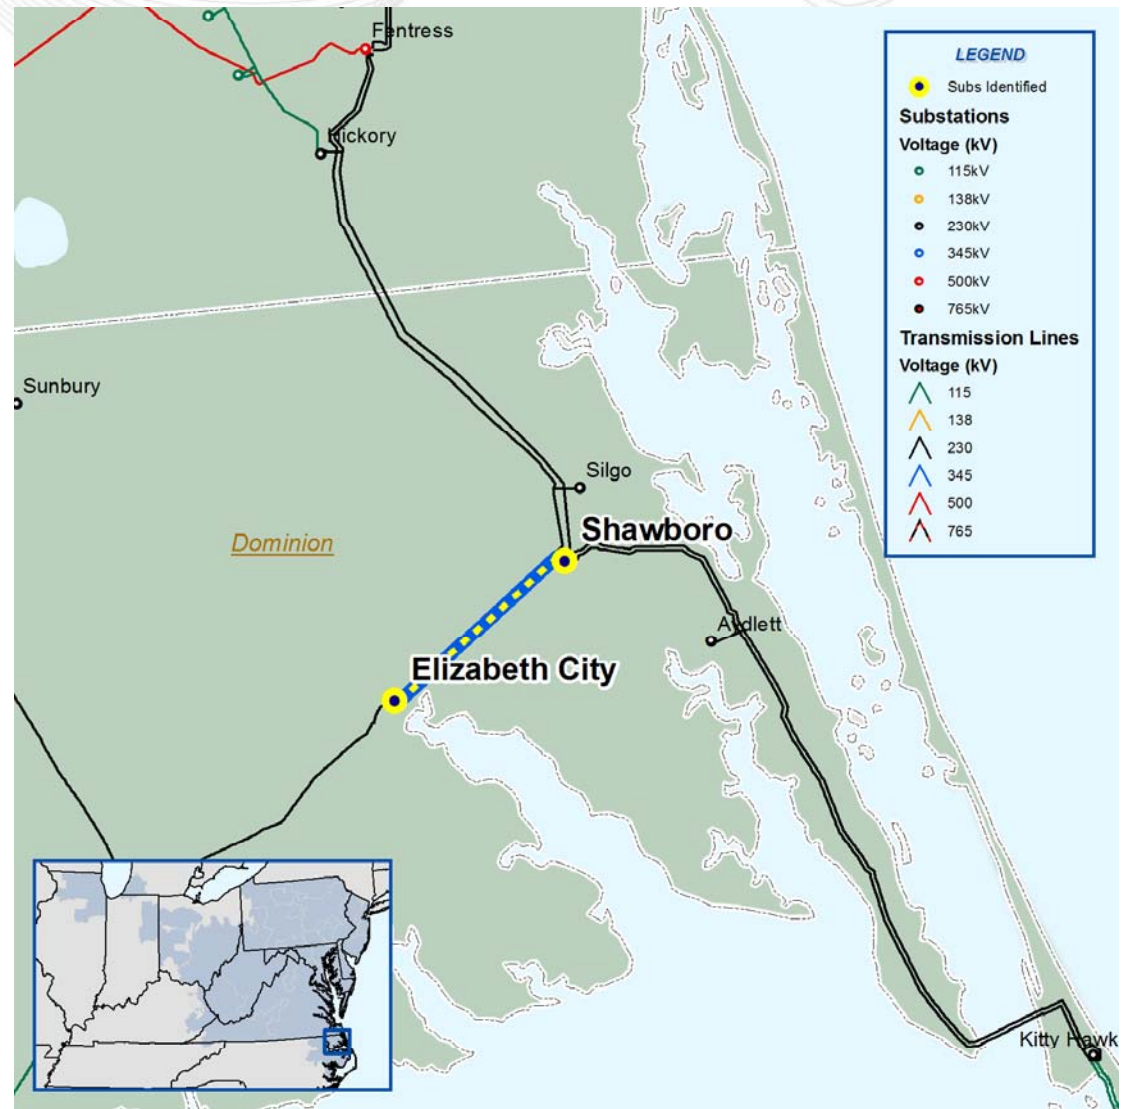 Fentress
Hickory
Sunbury
Silgo
Shawboro
Dominion
Aydlett
Elizabeth City
Kitty Hawk
LEGEND
Subs Identified
Substations
Voltage (kV)
115kV
138kV
230kV
345kV
500kV
765kV
Transmission Lines
Voltage (kV)
115
138
230
345
500
765